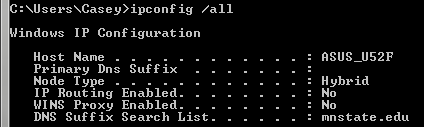 C:\Users\Casey>ipconfig /all
Windows IP Configuration
Host Name . . . . . . . . . . . . : ASUS_U52F
Primary Dns Suffix  . . . . . . . :
Node Type . . . . . . . . . . . . : Hybrid
IP Routing Enabled. . . . . . . . : No
WINS Proxy Enabled. . . . . . . . : No
DNS Suffix Search List. . . . . . : mnstate.edu